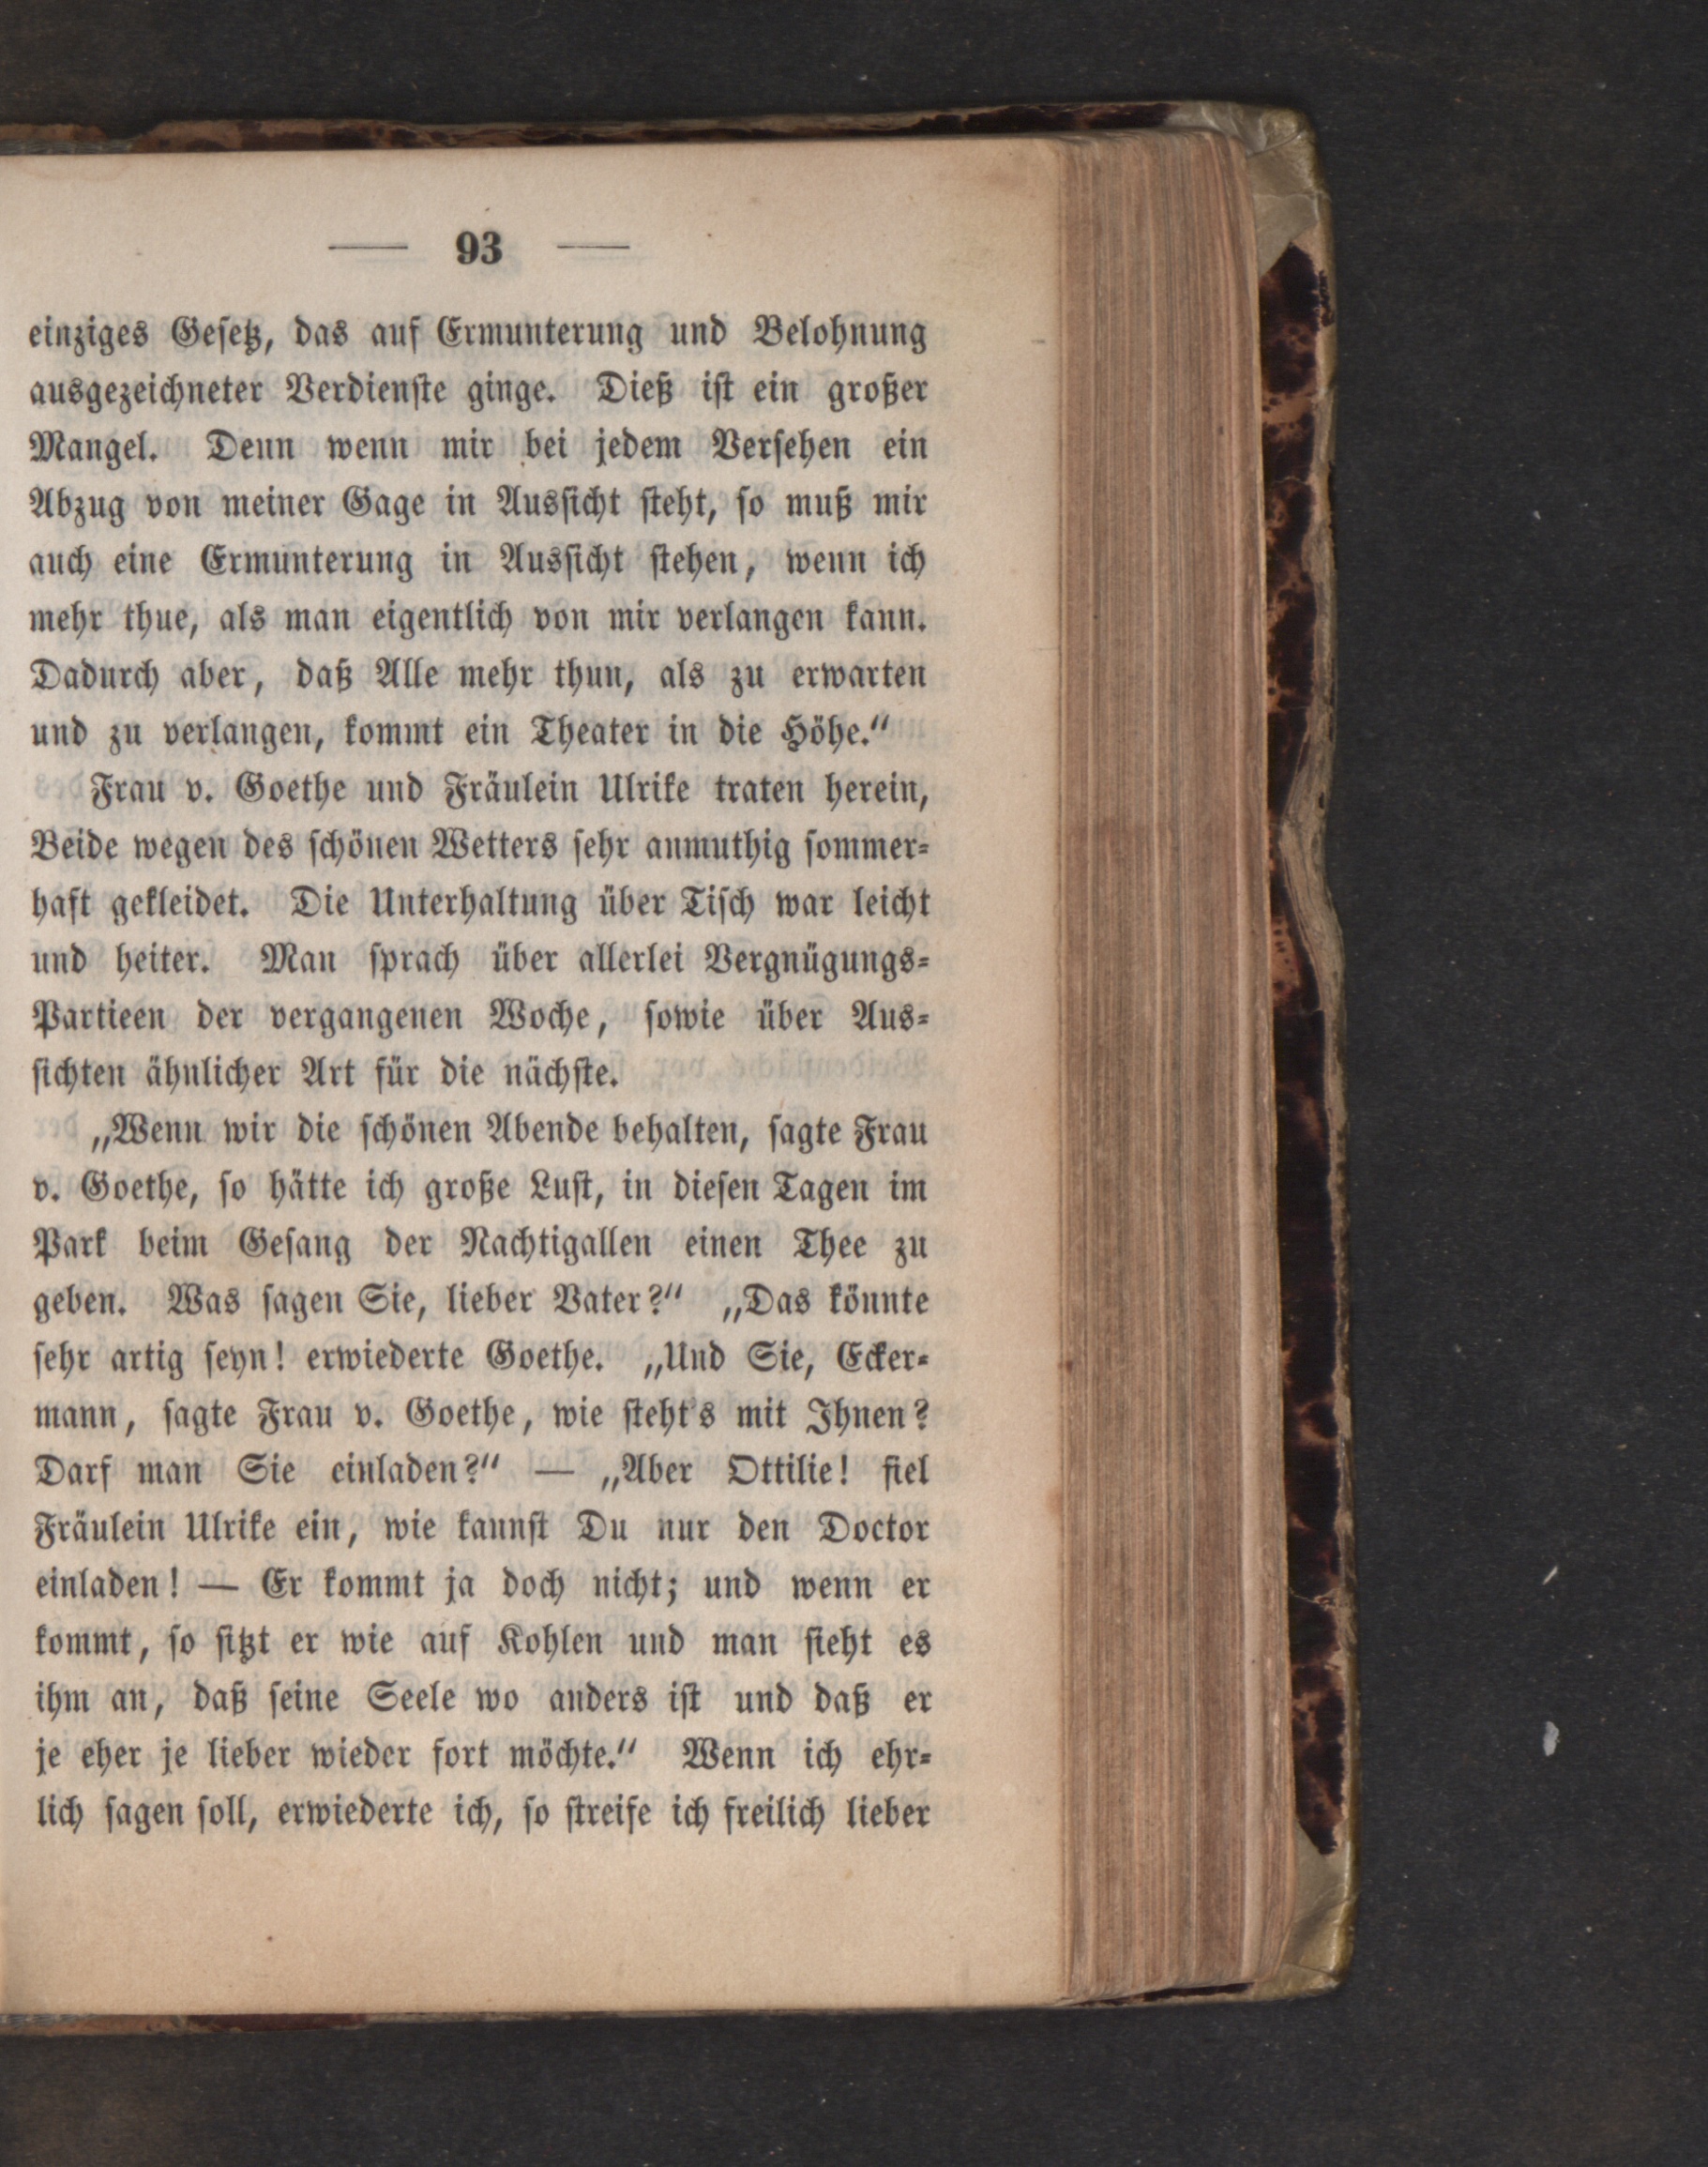 — 93 —
einziges Gesetz, das auf Ermunterung und Belohnung
ausgezeichneter Verdienste ginge. Dieß ist ein großer
Mangel. Denn wenn mir bei jedem Versehen ein
Abzug von meiner Gage in Aussicht steht, so muß mir
auch eine Ermunterung in Aussicht stehen, wenn ich
mehr thue, als man eigentlich von mir verlangen kann.
Dadurch aber, daß Alle mehr thun, als zu erwarten
und zu verlangen, kommt ein Theater in die Höhe.“
Frau v. Goethe und Fräulein Ulrike traten herein,
Beide wegen des schönen Wetters sehr anmuthig sommer-
haft gekleidet. Die Unterhaltung über Tisch war leicht
und heiter. Man sprach über allerlei Vergnügungs-
Partieen der vergangenen Woche, sowie über Aus-
sichten ähnlicher Art für die nächste.
„Wenn wir die schönen Abende behalten, sagte Frau
v. Goethe, so hätte ich große Lust, in diesen Tagen im
Park beim Gesang der Nachtigallen einen Thee zu
geben. Was sagen Sie, lieber Vater?“ „Das könnte
sehr artig seyn! erwiederte Goethe. „Und Sie, Ecker-
mann, sagte Frau v. Goethe, wie steht's mit Ihnen?
Darf man Sie einladen?“ — „Aber Ottilie! fiel
Fräulein Ulrike ein, wie kannst Du nur den Doctor
einladen! — Er kommt ja doch nicht; und wenn er
kommt, so sitzt er wie auf Kohlen und man sieht es
ihm an, daß seine Seele wo anders ist und daß er
je eher je lieber wieder fort möchte.“ Wenn ich ehr-
lich sagen soll, erwiederte ich, so streife ich freilich lieber